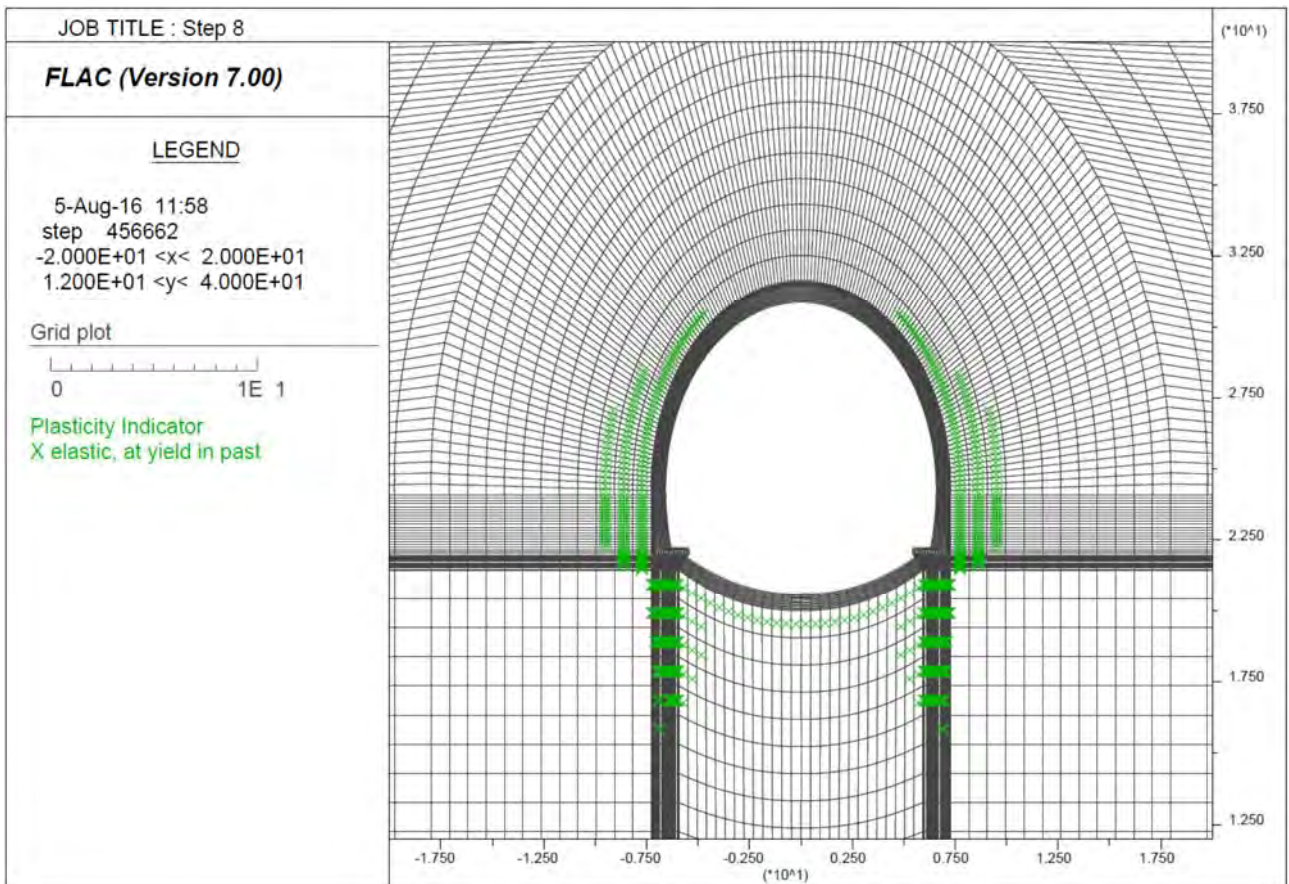 JOB TITLE : Step 8
FLAC (Version 7.00)
LEGEND
5-Aug-16 11:58
step 456662
-2.000E+01 <x< 2.000E+01
1.200E+01 <y< 4.000E+01
Grid plot
0 1E 1
Plasticity Indicator
X elastic, at yield in past
(*10^1)
3.750
3.250
2.750
2.250
1.750
1.250
-1.750 -1.250 -0.750 -0.250 0.250 0.750 1.250 1.750
(*10^1)